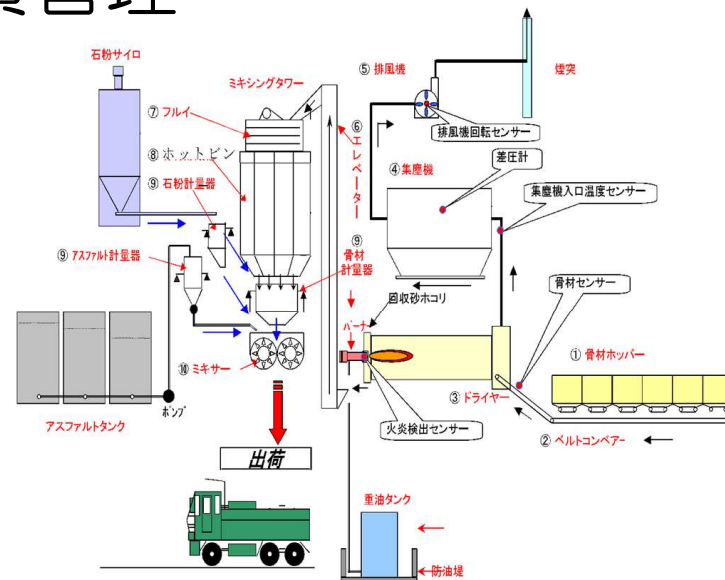 管理
石粉サイロ
ミキシングタワー
⑤ 排風機
煙突
⑦ フルイ
⑥エレベーター
排風機回転センサー
⑧ ホットビン
④ 集塵機
差圧計
⑨ 石粉計量器
集塵機入口温度センサー
⑨ アスファルト計量器
⑨
骨材
計量器
回収砂ホコリ
骨材センサー
バーナー
① 骨材ホッパー
⑩ ミキサー
③ ドライヤー
ポンプ
アスファルトタンク
火炎検出センサー
② ベルトコンベアー
出荷
重油タンク
防油堤